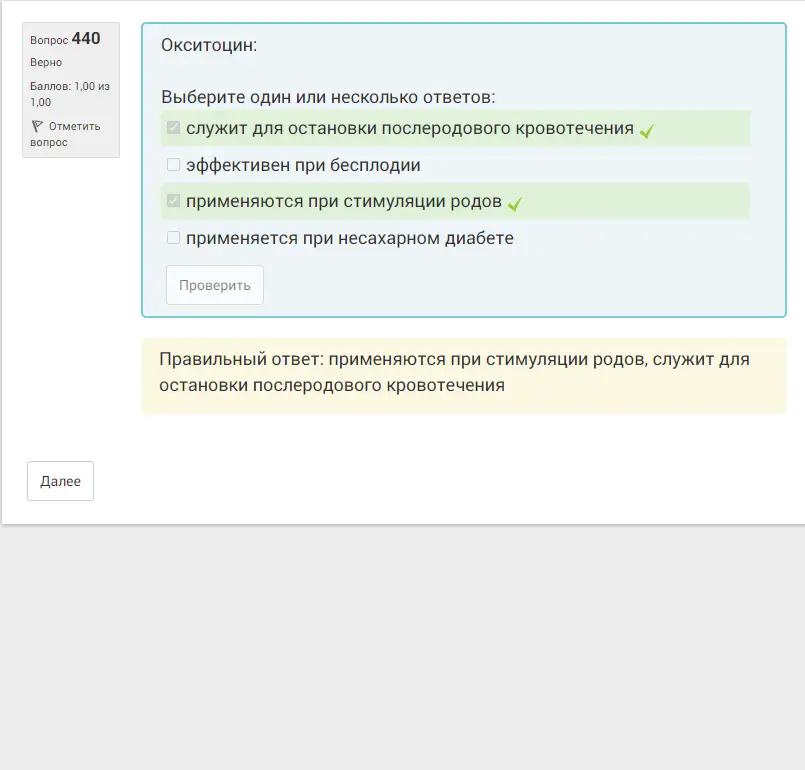 Вопрос 440
Верно
Баллов: 1,00 из
1,00
Отметить
вопрос
Окситоцин:
Выберите один или несколько ответов:
служит для остановки послеродового кровотечения
эффективен при бесплодии
применяются при стимуляции родов
применяется при несахарном диабете
Проверить
Правильный ответ: применяются при стимуляции родов, служит для
остановки послеродового кровотечения
Далее